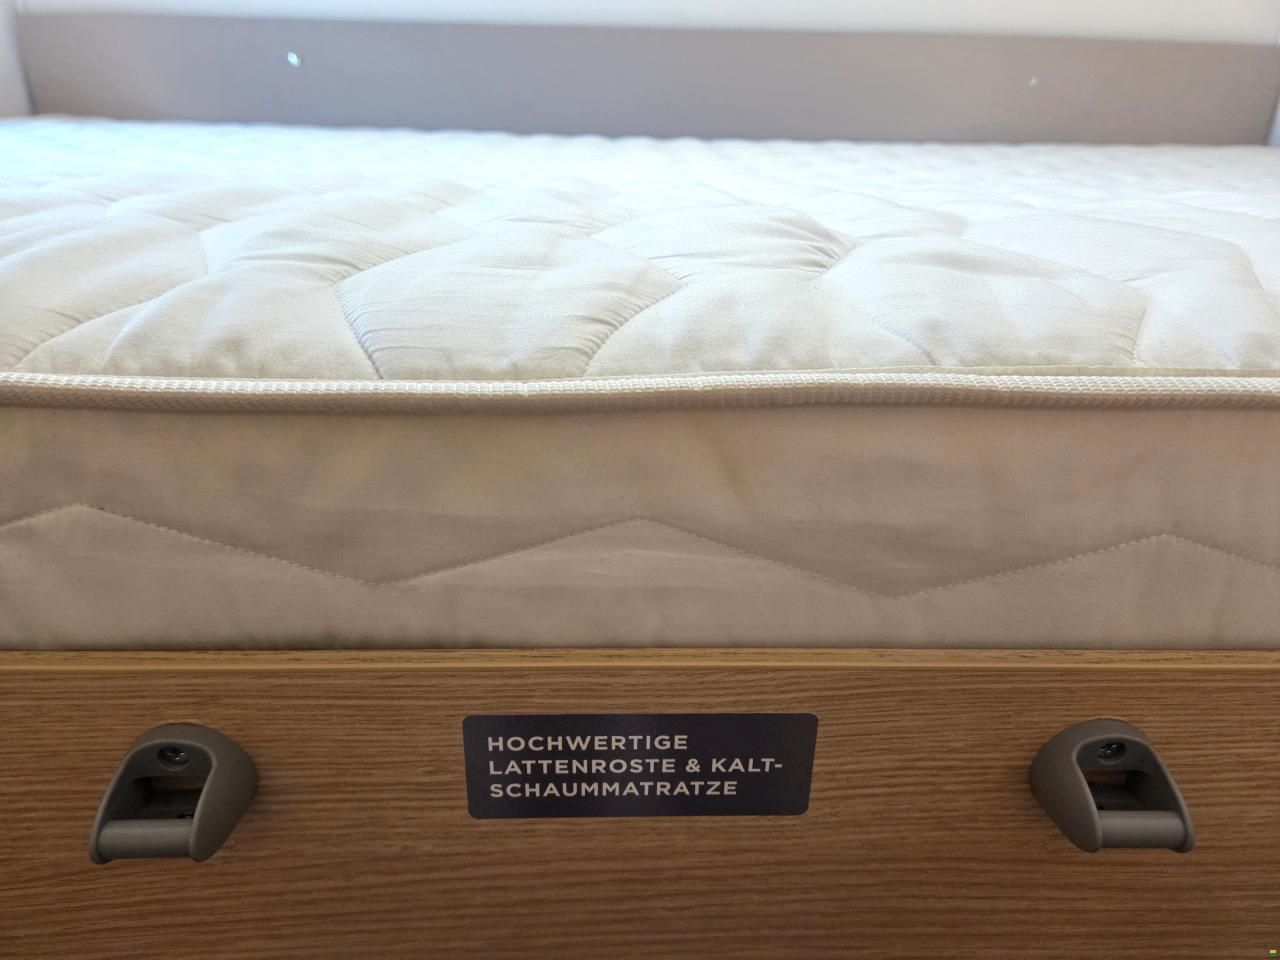 HOCHWERTIGE
LATTENROSTE & KALT-
SCHAUMMATRATZE